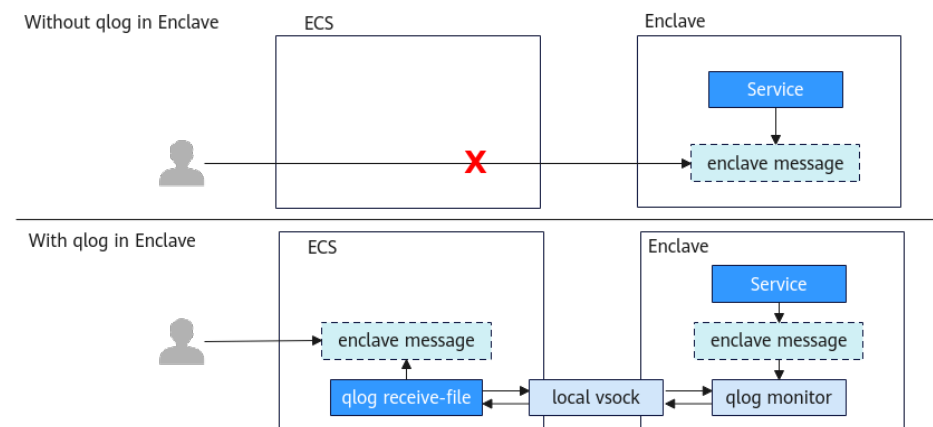 Without qlog in Enclave
ECS
Enclave
Service
X
enclave message
With qlog in Enclave
ECS
Enclave
Service
enclave message
enclave message
qlog receive-file
local vsock
qlog monitor